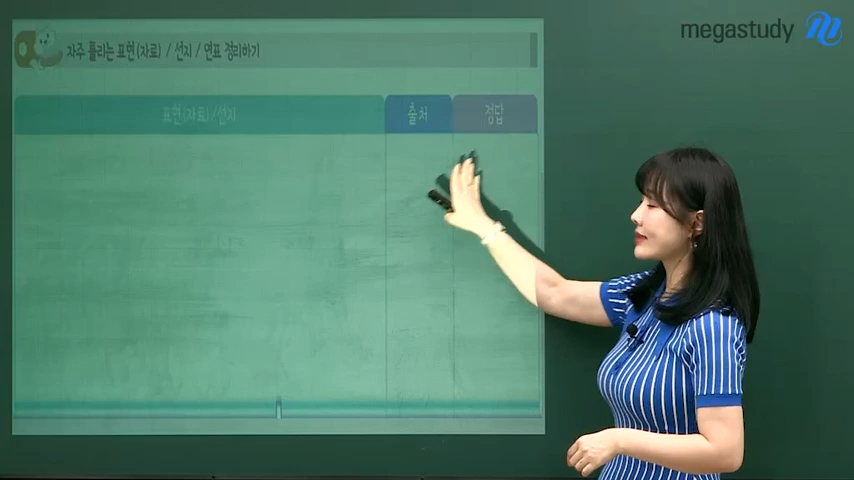 megastudy
자주 틀리는 표현(자료) / 선지 / 연표 정리하기
표현(자료)/선지
출처
정답